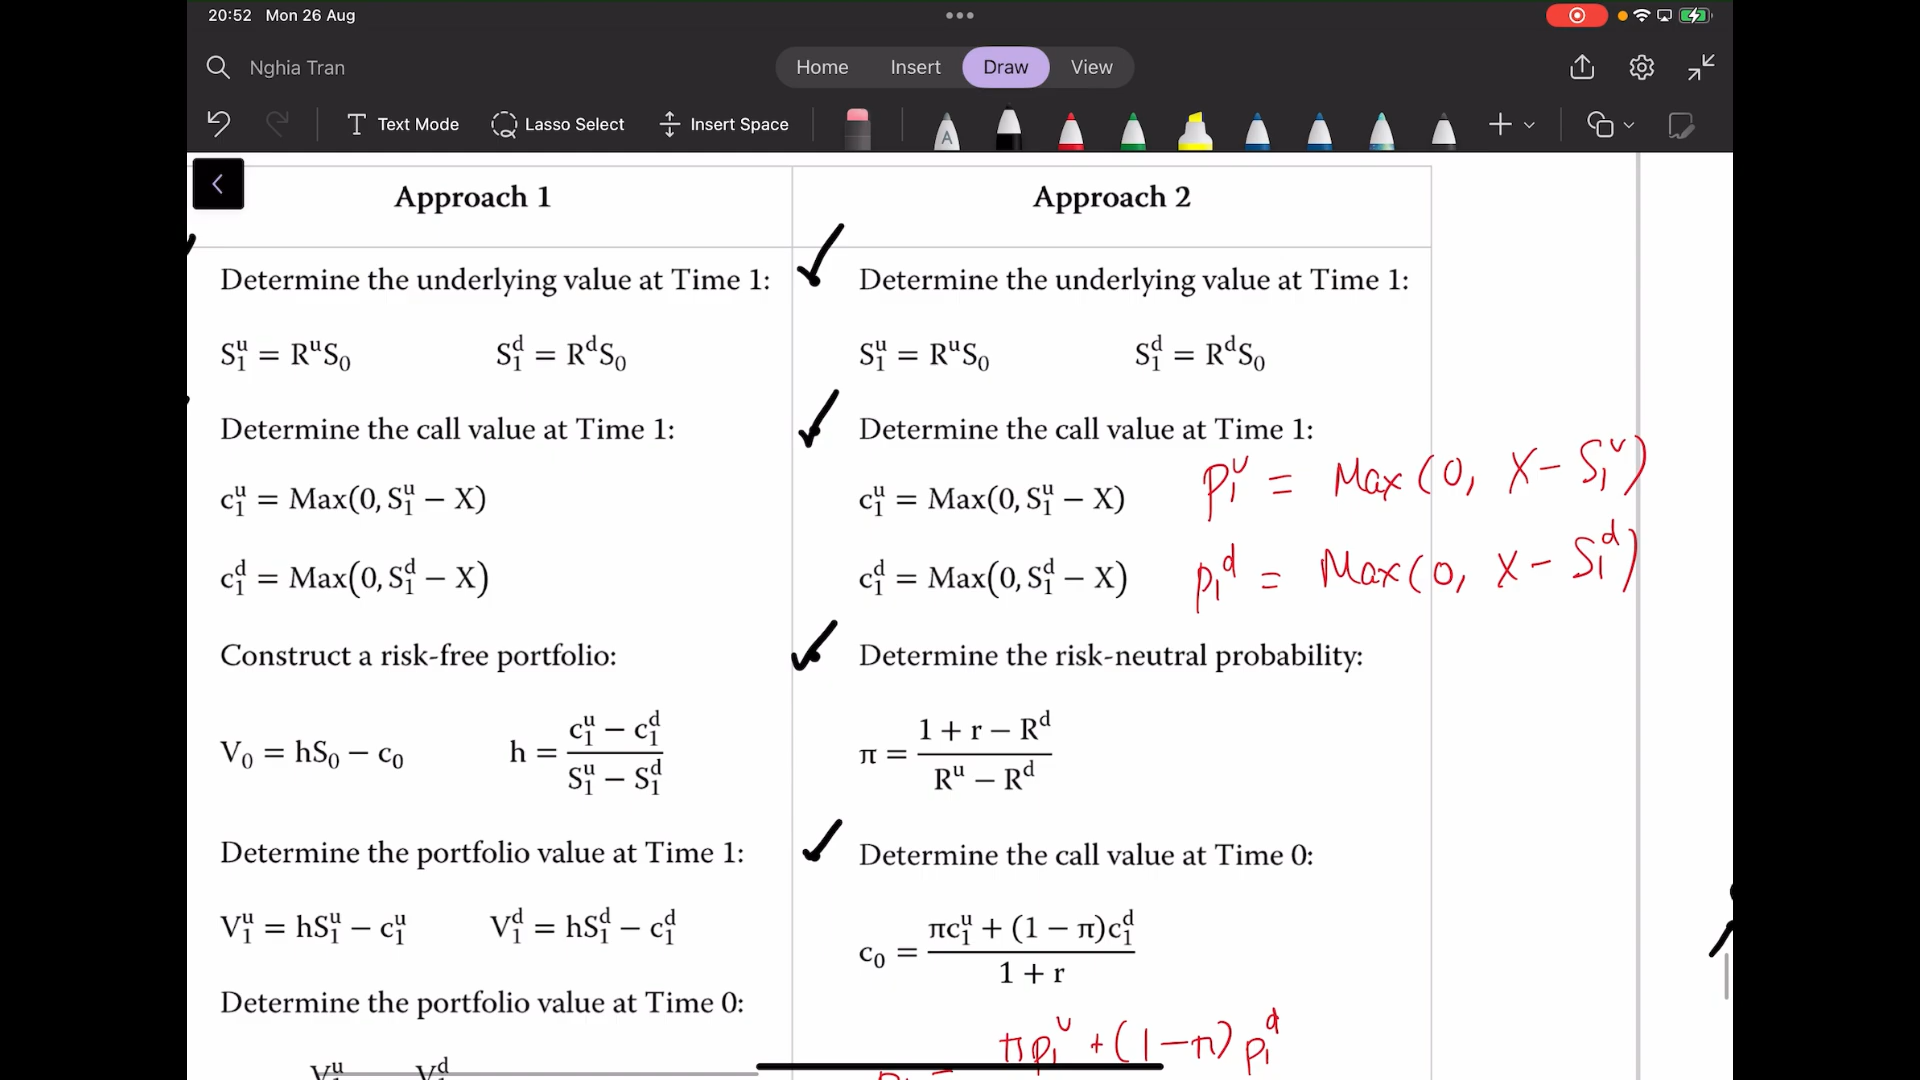 20:52 Mon 26 Aug
Nghia Tran
Home Insert Draw View
Text Mode Lasso Select Insert Space A
Approach 1
Determine the underlying value at Time 1:
S₁ᵘ = RᵘS₀ S₁ᵈ = RᵈS₀
Determine the call value at Time 1:
c₁ᵘ = Max(0, S₁ᵘ − X)
c₁ᵈ = Max(0, S₁ᵈ − X)
Construct a risk-free portfolio:
V₀ = hS₀ − c₀ h = (c₁ᵘ − c₁ᵈ)/(S₁ᵘ − S₁ᵈ)
Determine the portfolio value at Time 1:
V₁ᵘ = hS₁ᵘ − c₁ᵘ V₁ᵈ = hS₁ᵈ − c₁ᵈ
Determine the portfolio value at Time 0:
Approach 2
Determine the underlying value at Time 1:
S₁ᵘ = RᵘS₀ S₁ᵈ = RᵈS₀
Determine the call value at Time 1:
c₁ᵘ = Max(0, S₁ᵘ − X) P₁ᵘ = Max(0, X − S₁ᵘ)
c₁ᵈ = Max(0, S₁ᵈ − X) P₁ᵈ = Max(0, X − S₁ᵈ)
Determine the risk-neutral probability:
π = (1 + r − Rᵈ)/(Rᵘ − Rᵈ)
Determine the call value at Time 0:
c₀ = (πc₁ᵘ + (1 − π)c₁ᵈ)/(1 + r)
πp₁ᵘ + (1−π) p₁ᵈ